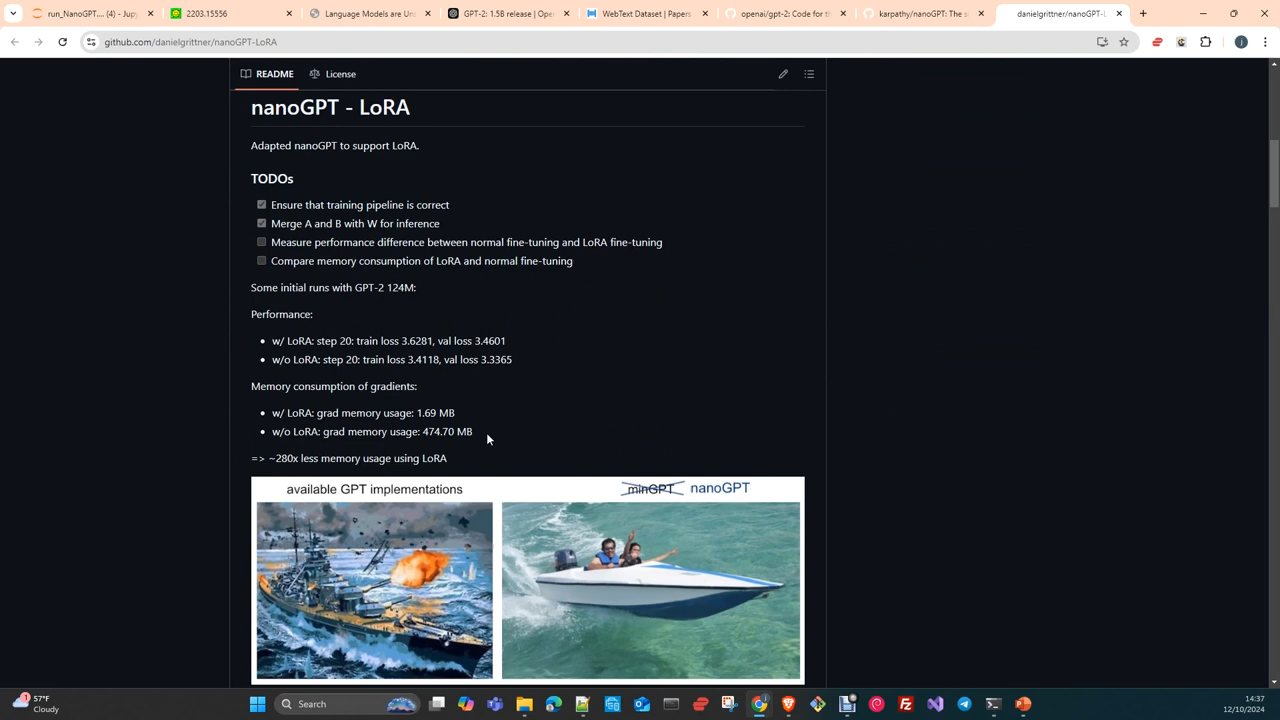 run_NanoGPT.... (4) - Jupy
2203.15556
Language Models are Uns
GPT-2: 1.5B release | Open
WebText Dataset | Papers
openai/gpt-2: Code for th
karpathy/nanoGPT: The si
danielgrittner/nanoGPT-L
github.com/danielgrittner/nanoGPT-LoRA
README
License
nanoGPT - LoRA
Adapted nanoGPT to support LoRA.
TODOs
Ensure that training pipeline is correct
Merge A and B with W for inference
Measure performance difference between normal fine-tuning and LoRA fine-tuning
Compare memory consumption of LoRA and normal fine-tuning
Some initial runs with GPT-2 124M:
Performance:
w/ LoRA: step 20: train loss 3.6281, val loss 3.4601
w/o LoRA: step 20: train loss 3.4118, val loss 3.3365
Memory consumption of gradients:
w/ LoRA: grad memory usage: 1.69 MB
w/o LoRA: grad memory usage: 474.70 MB
=> ~280x less memory usage using LoRA
available GPT implementations
minGPT nanoGPT
57°F
Cloudy
Search
14:37
12/10/2024